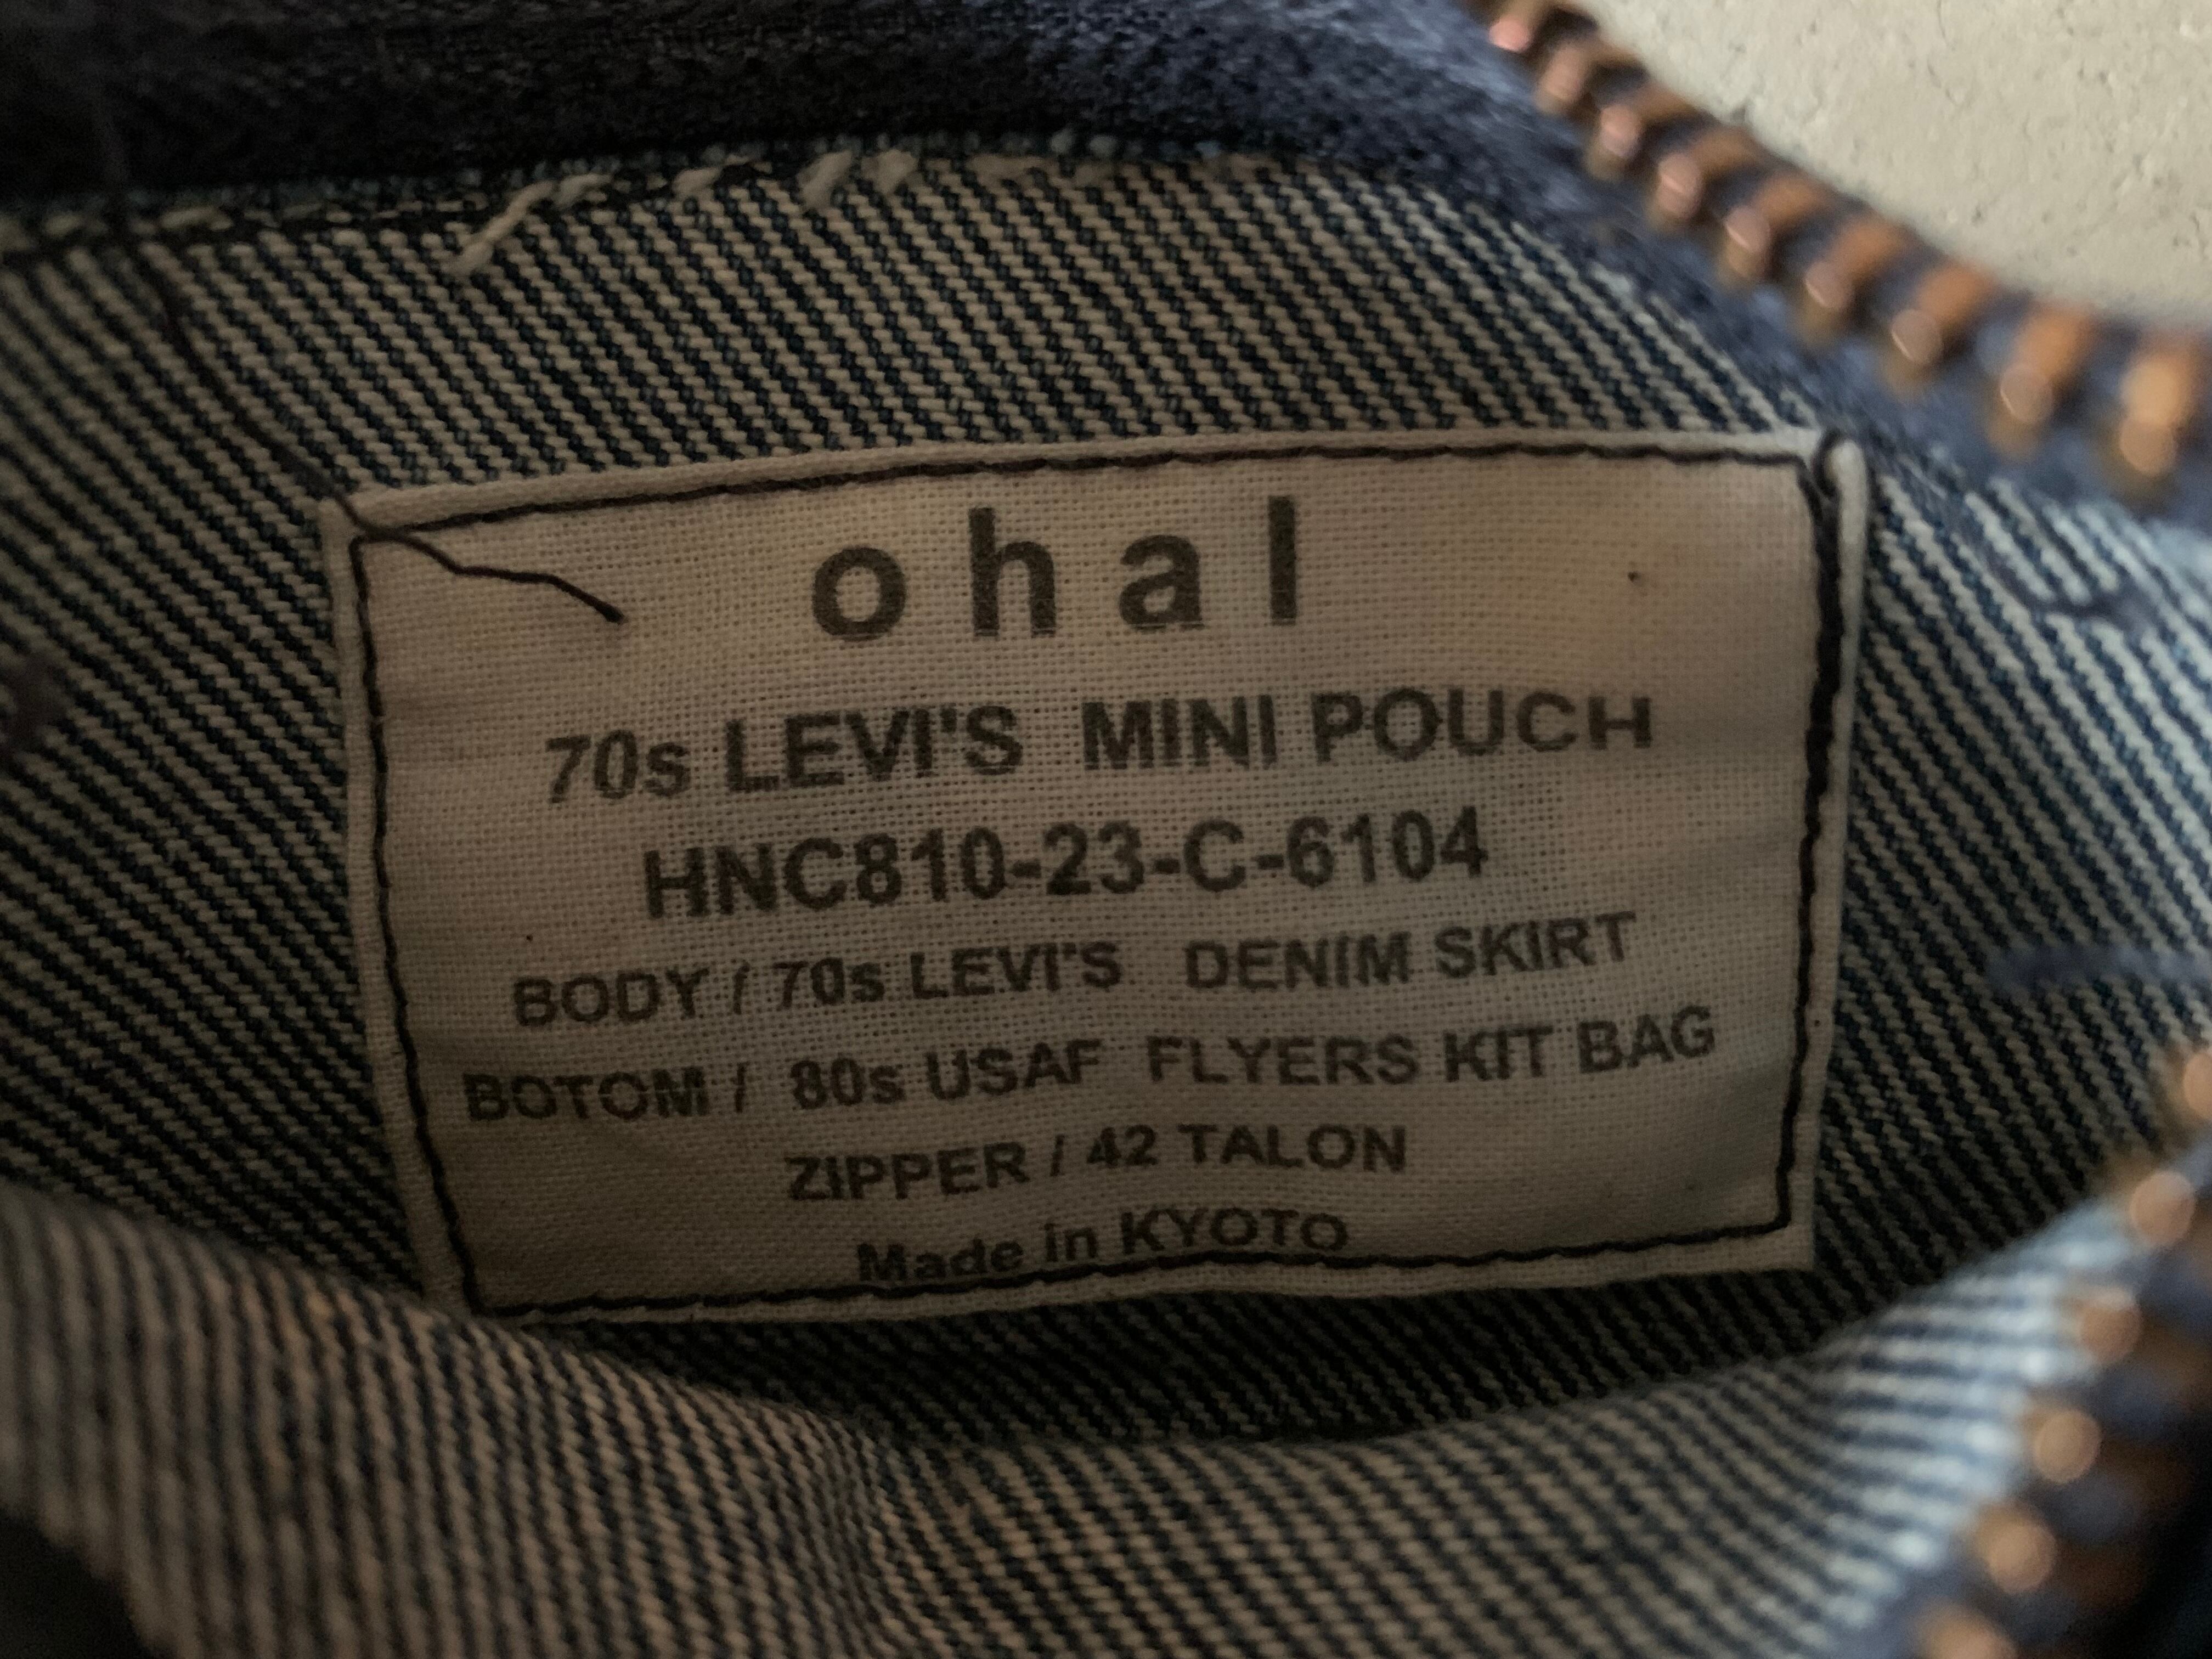 ohal
70s LEVI'S MINI POUCH
HNC810-23-C-6104
BODY / 70s LEVI'S DENIM SKIRT
BOTOM / 80s USAF FLYERS KIT BAG
ZIPPER / 42 TALON
Made in KYOTO